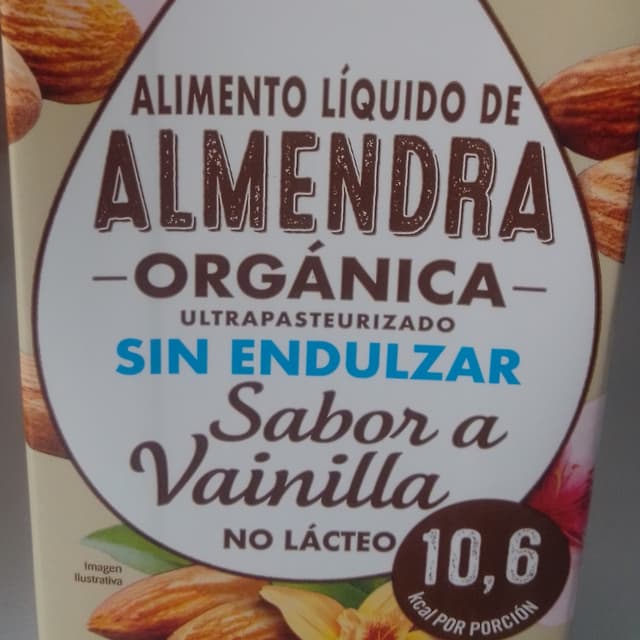 ALIMENTO LÍQUIDO DE
ALMENDRA
ORGÁNICA
ULTRAPASTEURIZADO
SIN ENDULZAR
Sabor a
Vainilla
NO LÁCTEO
10,6
kcal POR PORCIÓN
Imagen
Ilustrativa